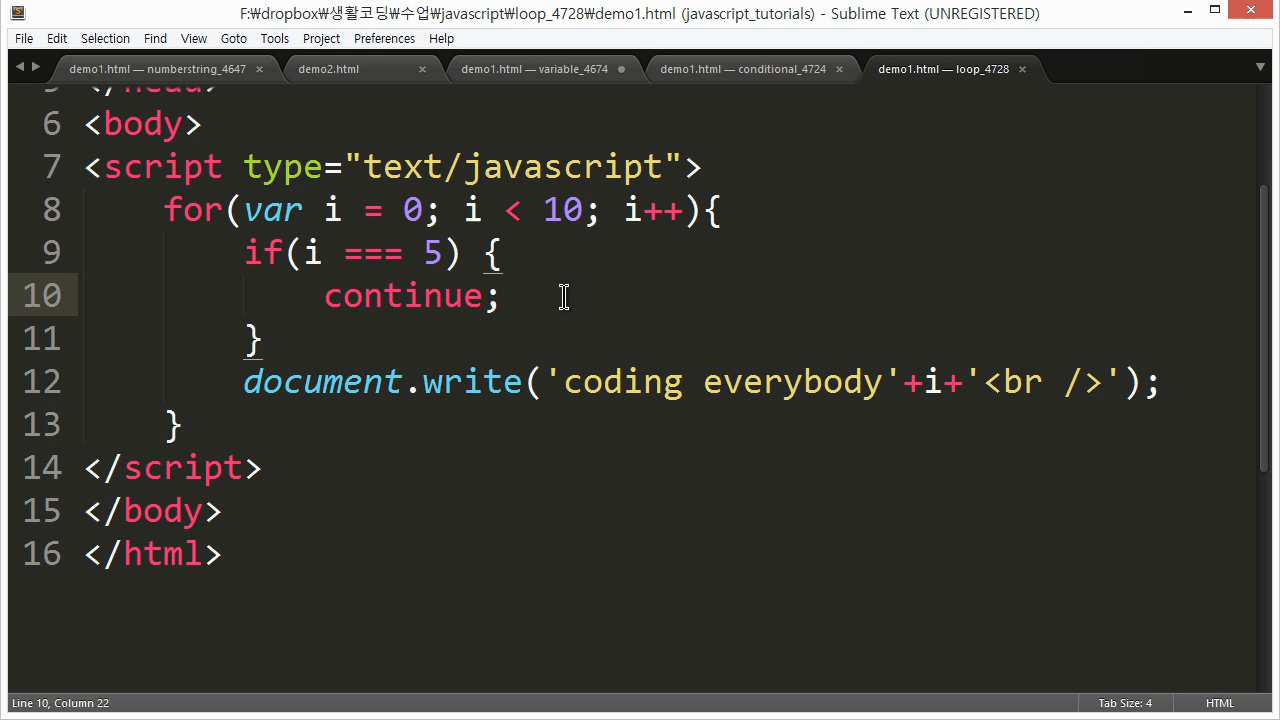 F:₩dropbox₩생활코딩₩수업₩javascript₩loop_4728₩demo1.html (javascript_tutorials) - Sublime Text (UNREGISTERED)
File Edit Selection Find View Goto Tools Project Preferences Help
demo1.html — numberstring_4647 demo2.html demo1.html — variable_4674 demo1.html — conditional_4724 demo1.html — loop_4728
5 </head>
6 <body>
7 <script type="text/javascript">
8     for(var i = 0; i < 10; i++){
9         if(i === 5) {
10             continue;
11         }
12         document.write('coding everybody'+i+'<br />');
13     }
14 </script>
15 </body>
16 </html>
Line 10, Column 22 Tab Size: 4 HTML